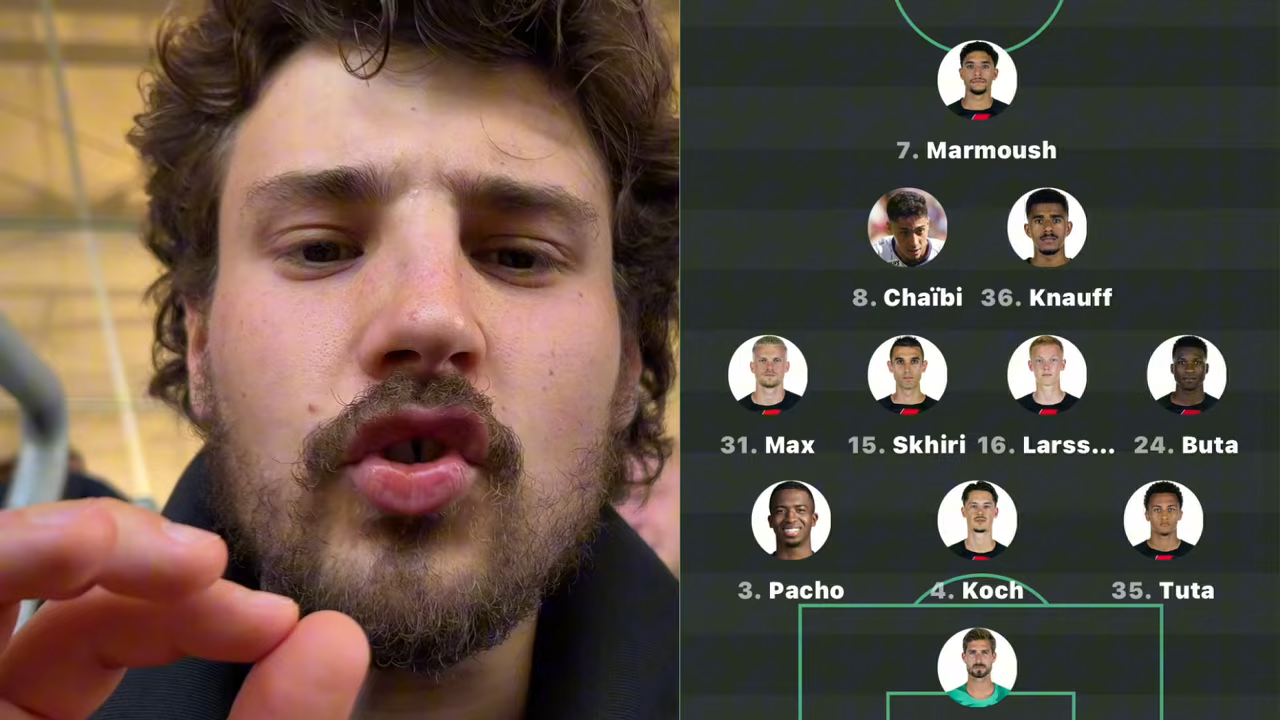 7. Marmoush
8. Chaïbi 36. Knauff
31. Max 15. Skhiri 16. Larss... 24. Buta
3. Pacho 4. Koch 35. Tuta